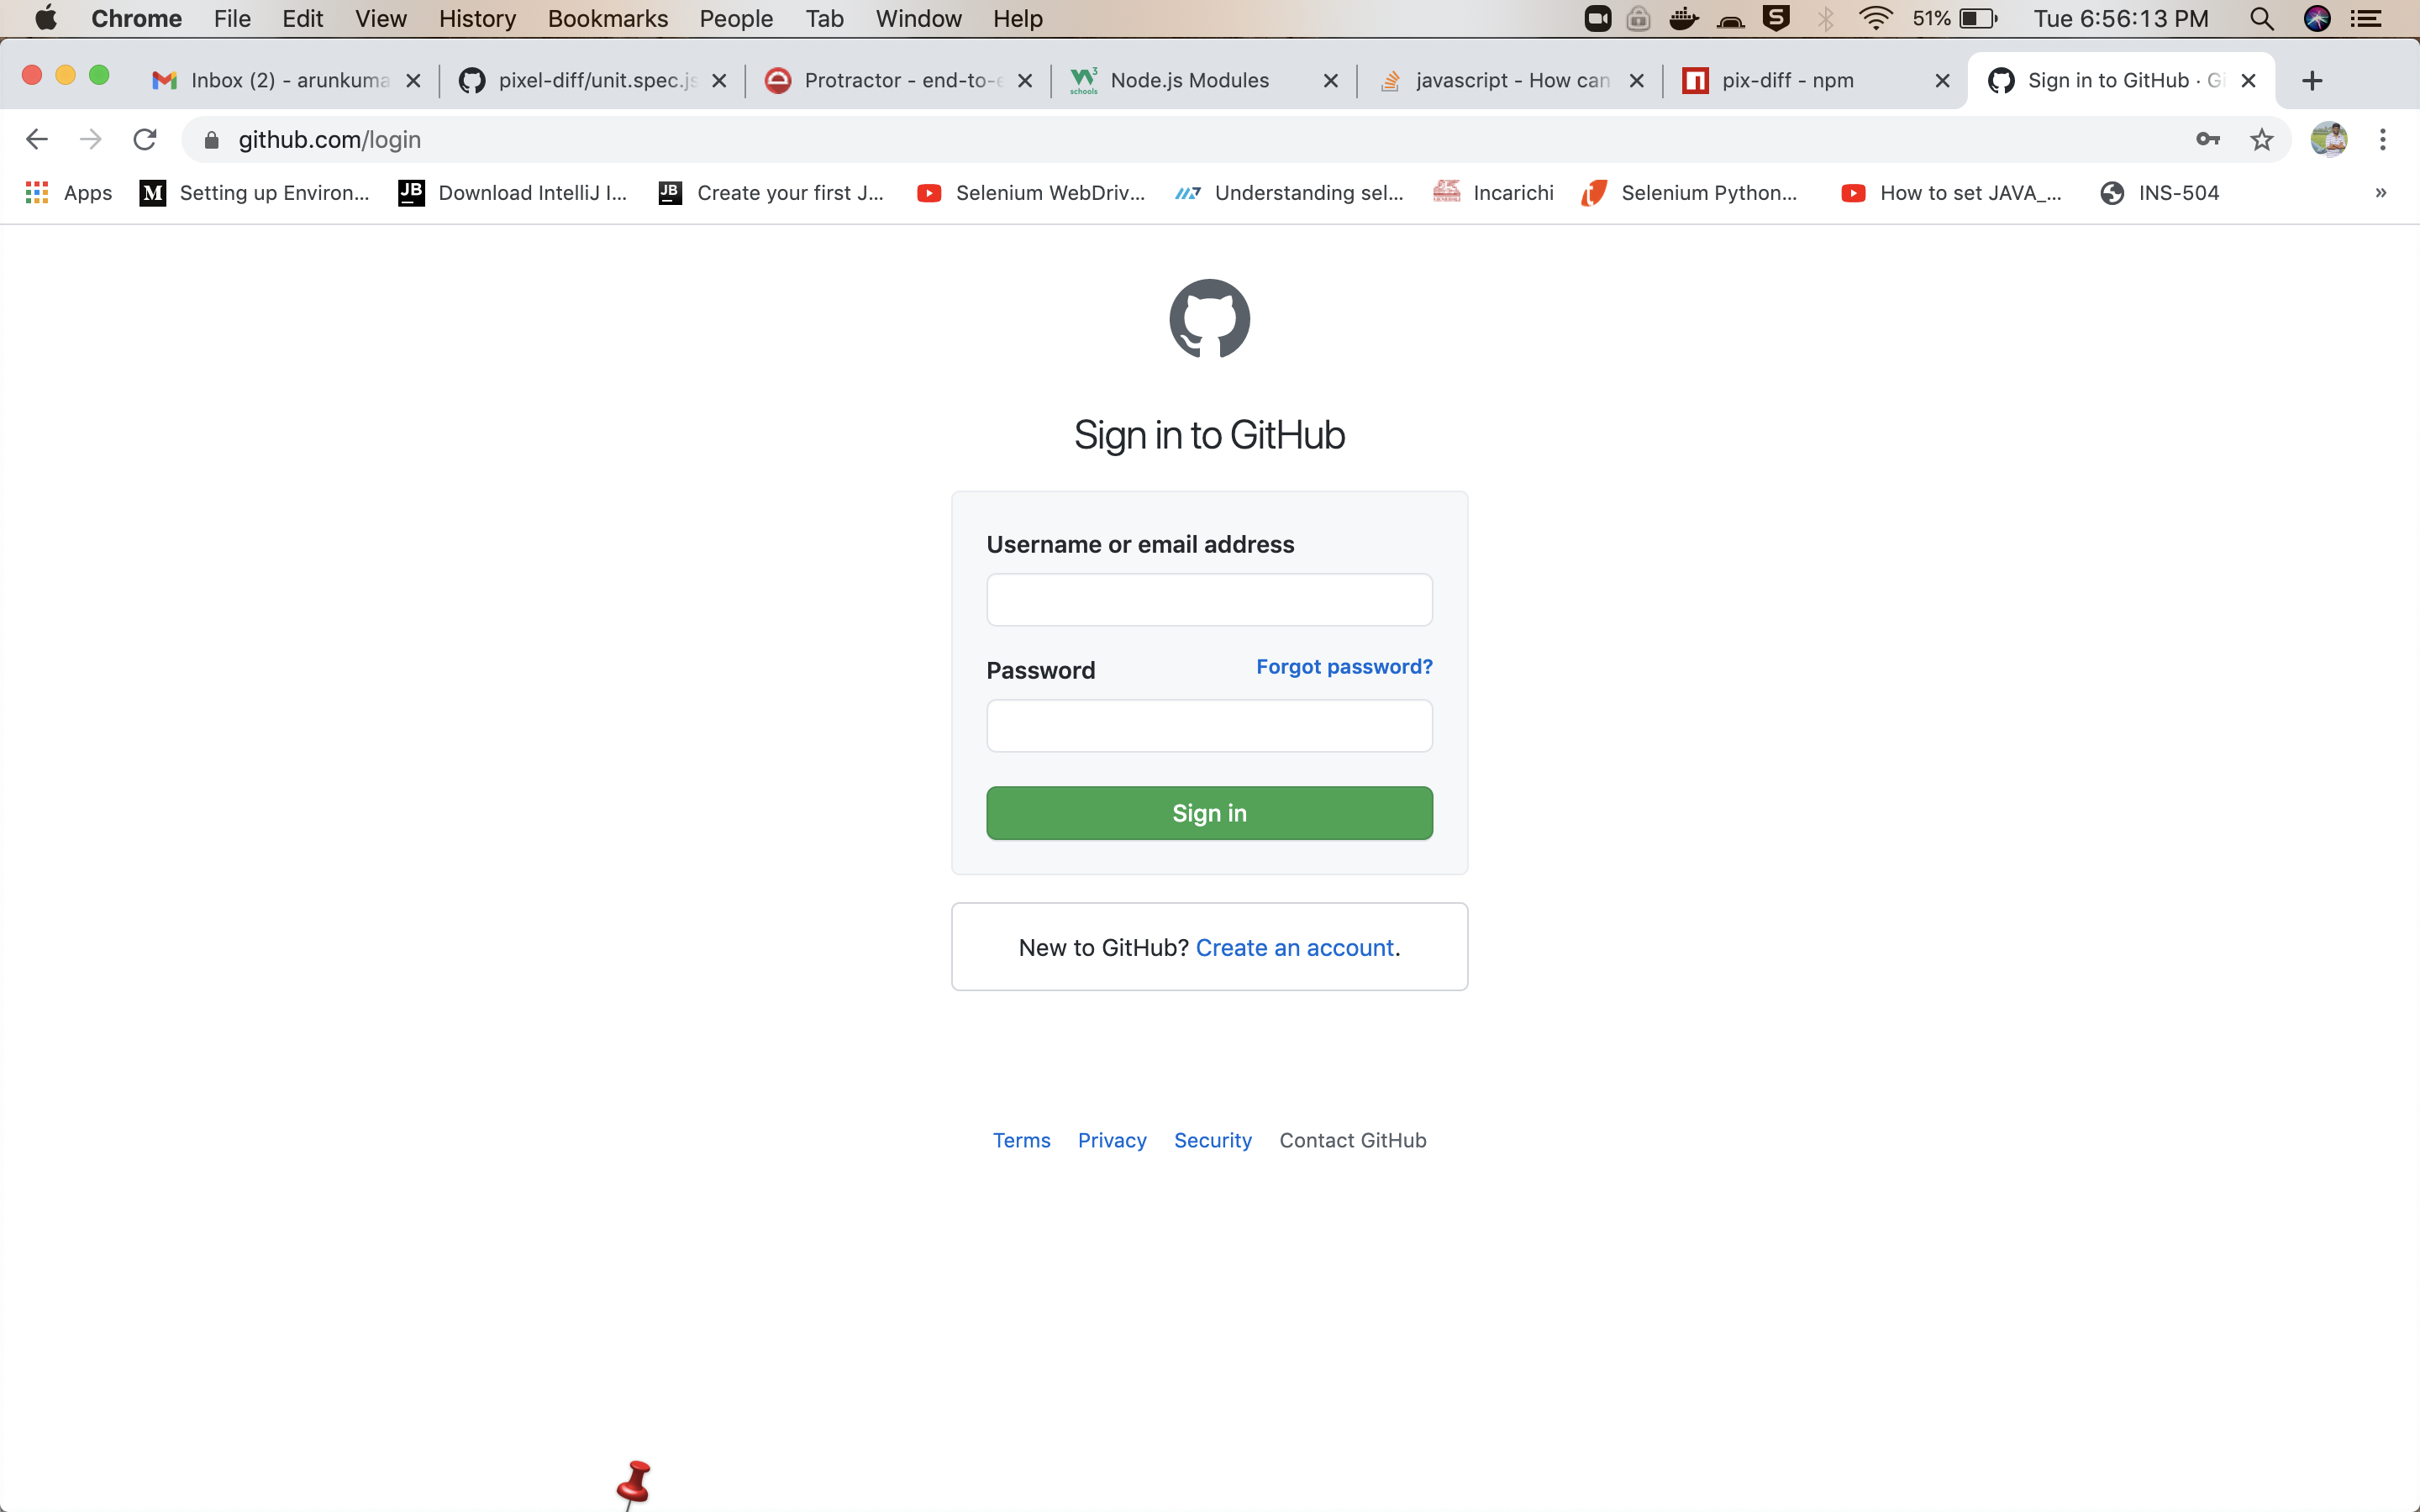 Chrome File Edit View History Bookmarks People Tab Window Help 51% Tue 6:56:13 PM
Inbox (2) - arunkuma pixel-diff/unit.spec.js Protractor - end-to-e Node.js Modules javascript - How can pix-diff - npm Sign in to GitHub · Gi
github.com/login
Apps Setting up Environ... Download IntelliJ I... Create your first J... Selenium WebDriv... Understanding sel... Incarichi Selenium Python... How to set JAVA_... INS-504 »
Sign in to GitHub
Username or email address
Password Forgot password?
Sign in
New to GitHub? Create an account.
Terms Privacy Security Contact GitHub